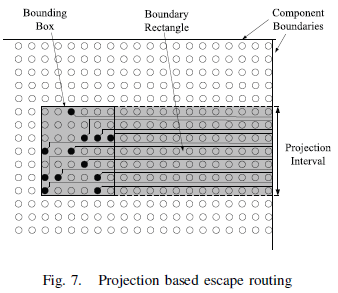 Bounding
Box
Boundary
Rectangle
Component
Boundaries
Projection
Interval
Fig. 7. Projection based escape routing